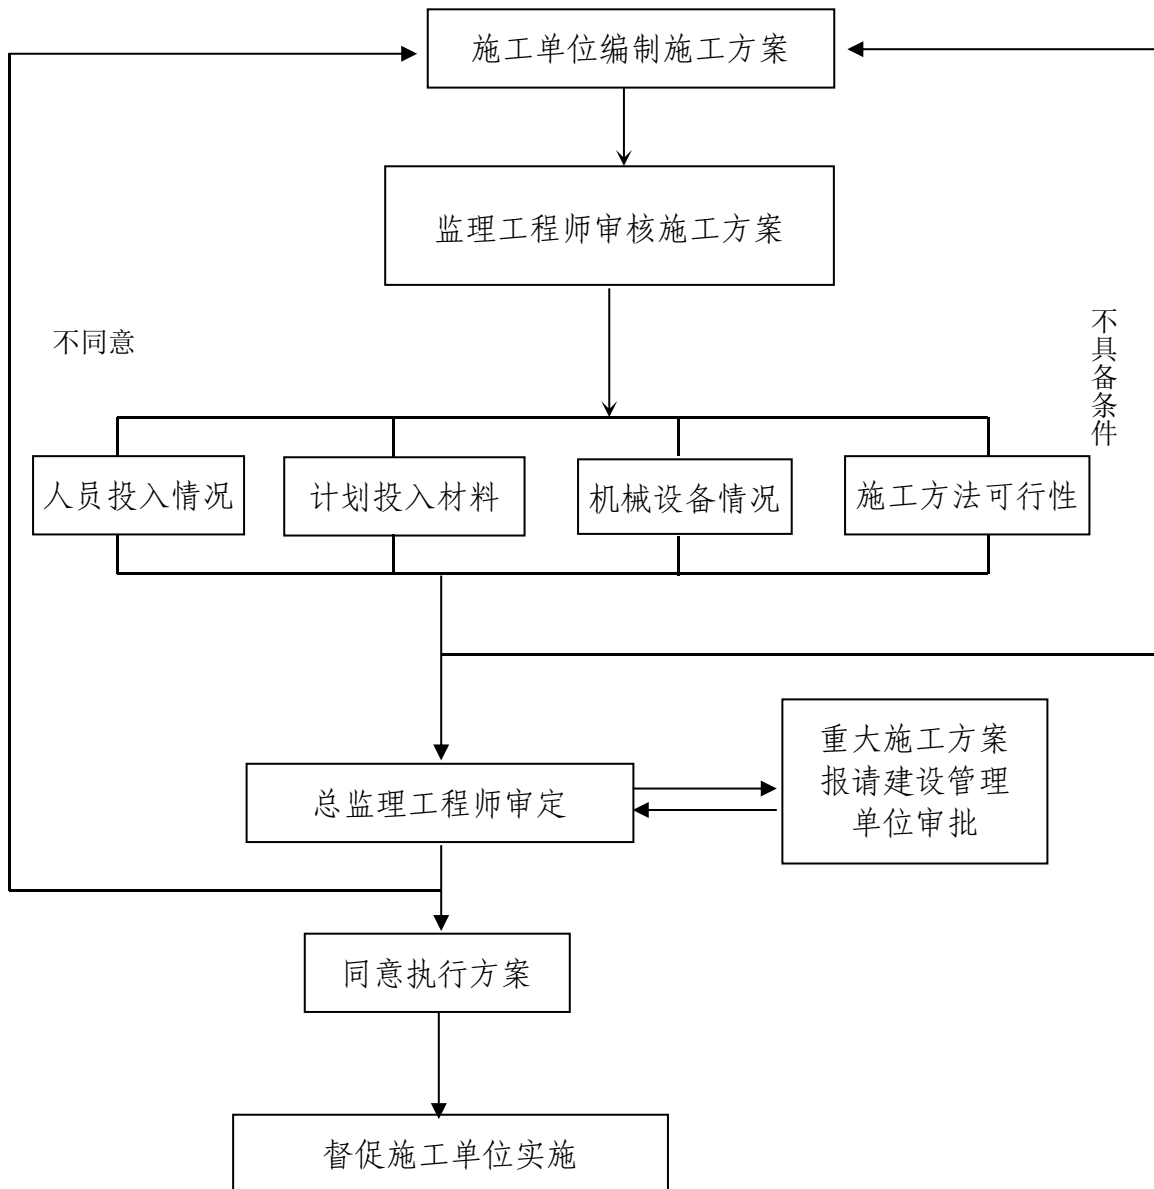 施工单位编制施工方案
监理工程师审核施工方案
不同意
不具备条件
人员投入情况
计划投入材料
机械设备情况
施工方法可行性
重大施工方案
报请建设管理
单位审批
总监理工程师审定
同意执行方案
督促施工单位实施